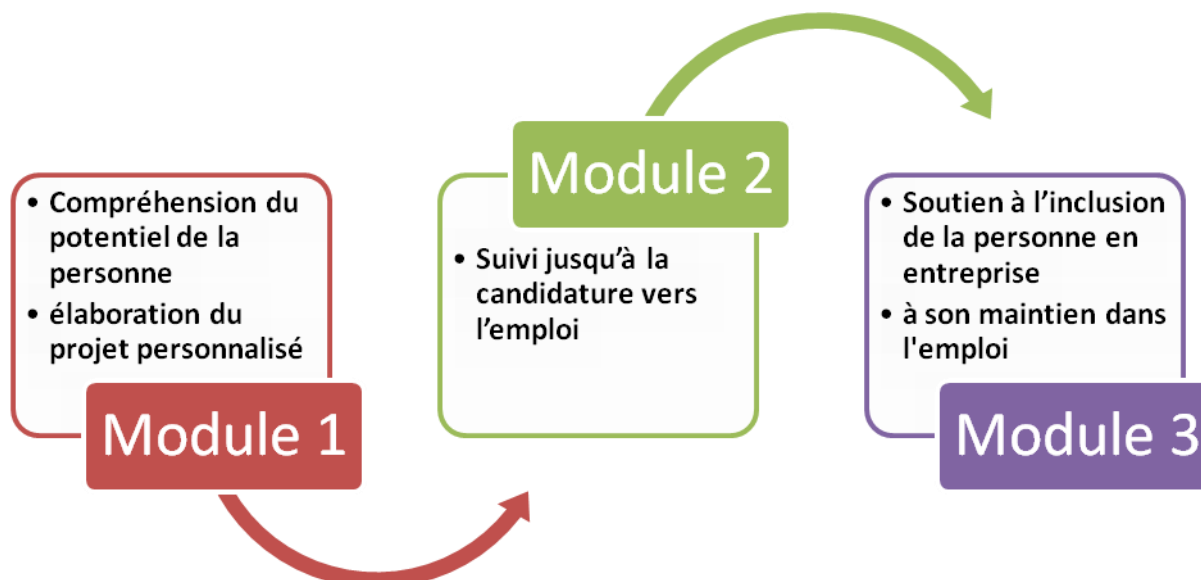 • Compréhension du
potentiel de la
personne
• élaboration du
projet personnalisé
Module 1
Module 2
• Suivi jusqu’à la
candidature vers
l’emploi
• Soutien à l’inclusion
de la personne en
entreprise
• à son maintien dans
l'emploi
Module 3